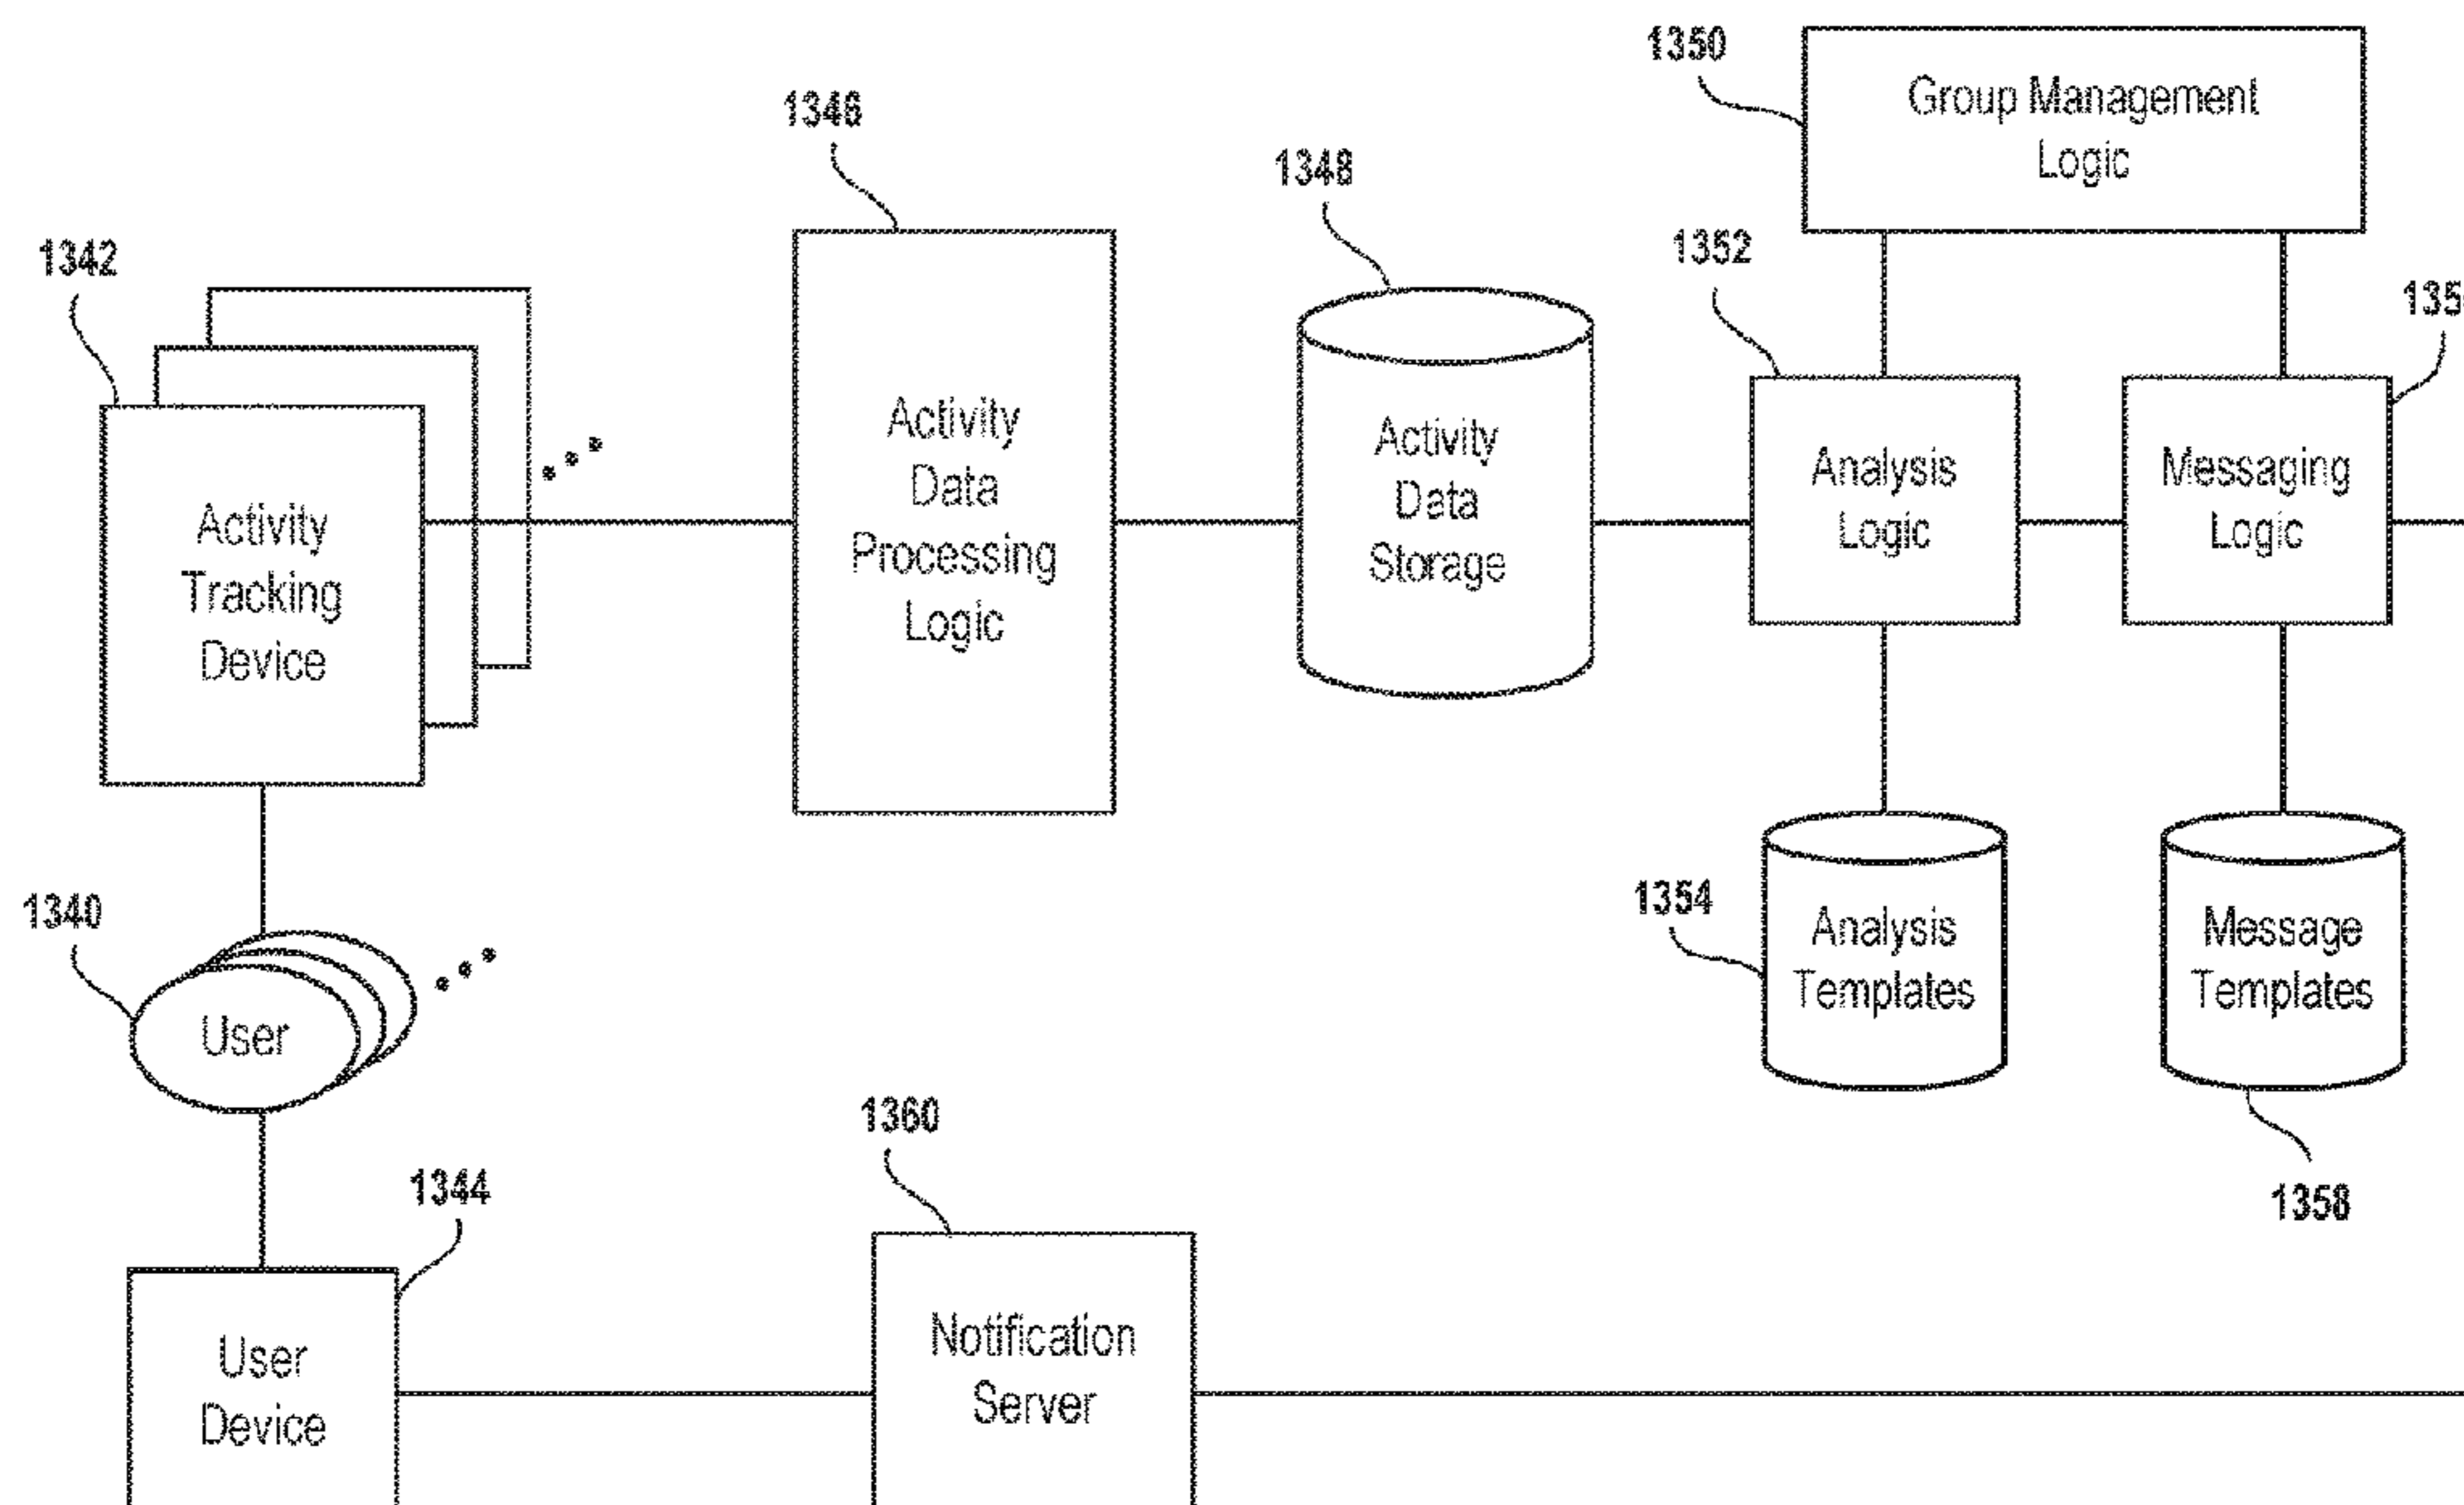 1350
Group Management
Logic
1346
1348
1352
1342
Activity
Data
Processing
Logic
Activity
Data
Storage
Analysis
Logic
Messaging
Logic
Activity
Tracking
Device
1340
User
1354
Analysis
Templates
Message
Templates
1358
1360
1344
User
Device
Notification
Server